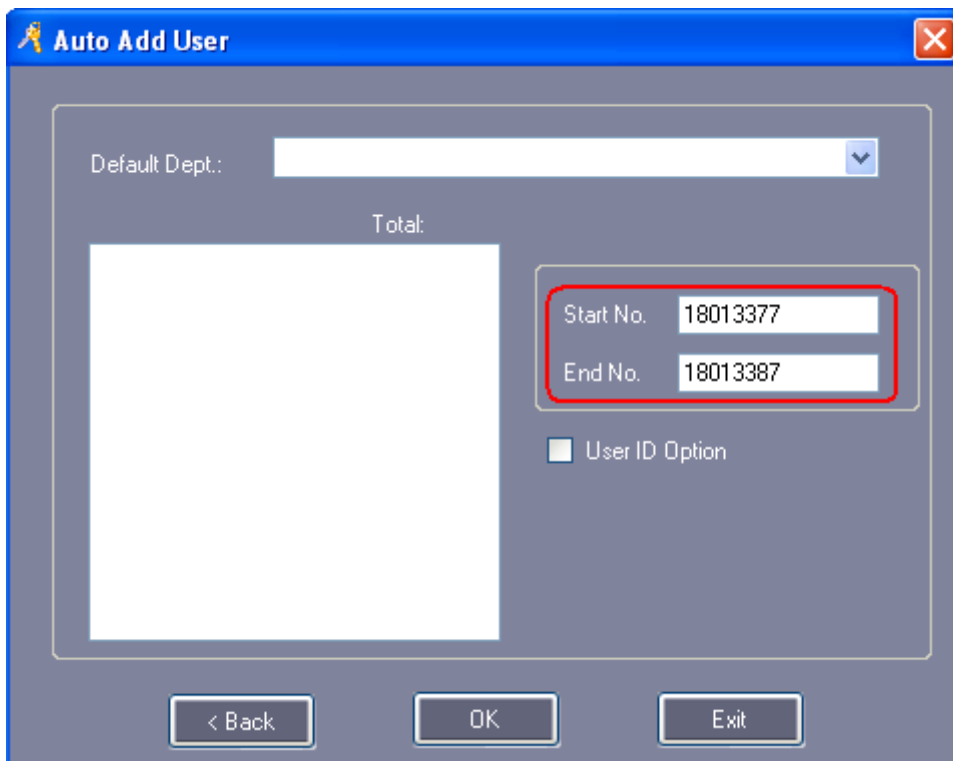 Auto Add User
Default Dept.:
Total:
Start No. 18013377
End No. 18013387
User ID Option
< Back OK Exit